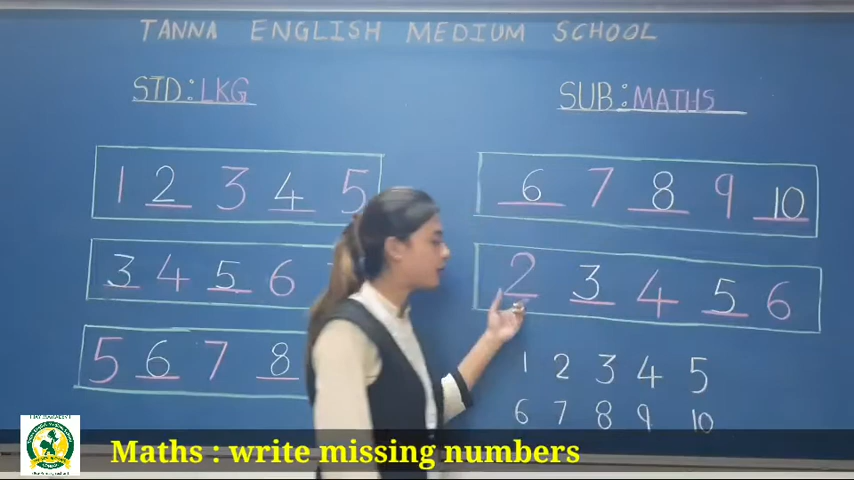 TANNA ENGLISH MEDIUM SCHOOL
STD:LKG
SUB:MATHS
1 2 3 4 5
6 7 8 9 10
3 4 5 6
2 3 4 5 6
5 6 7 8
1 2 3 4 5
6 7 8 9 10
Maths : write missing numbers